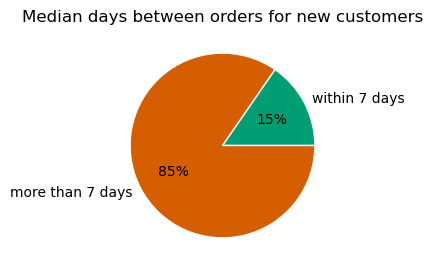 Median days between orders for new customers
within 7 days
15%
85%
more than 7 days